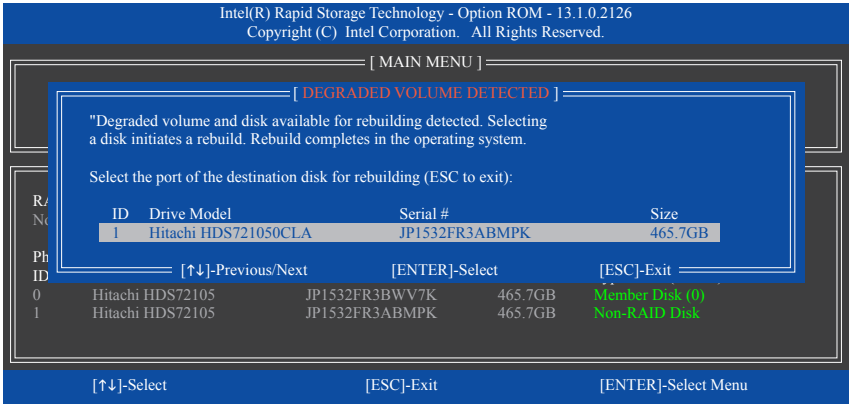 Intel(R) Rapid Storage Technology - Option ROM - 13.1.0.2126
Copyright (C) Intel Corporation. All Rights Reserved.
[ MAIN MENU ]
[ DEGRADED VOLUME DETECTED ]
"Degraded volume and disk available for rebuilding detected. Selecting
a disk initiates a rebuild. Rebuild completes in the operating system.
Select the port of the destination disk for rebuilding (ESC to exit):
ID Drive Model Serial # Size
1 Hitachi HDS721050CLA JP1532FR3ABMPK 465.7GB
[↑↓]-Previous/Next [ENTER]-Select [ESC]-Exit
ID
0 Hitachi HDS72105 JP1532FR3BWV7K 465.7GB Member Disk (0)
1 Hitachi HDS72105 JP1532FR3ABMPK 465.7GB Non-RAID Disk
[↑↓]-Select [ESC]-Exit [ENTER]-Select Menu